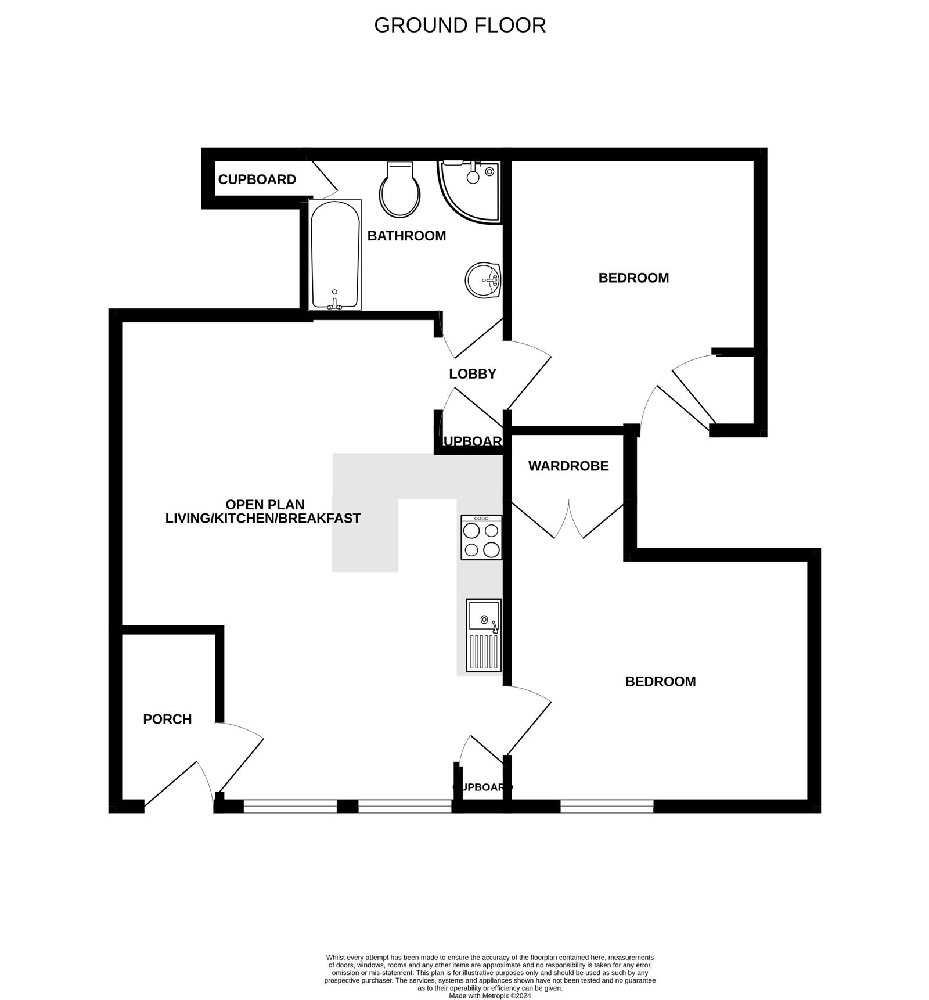 GROUND FLOOR
CUPBOARD
BATHROOM
BEDROOM
LOBBY
UPBOAR
WARDROBE
OPEN PLAN
LIVING/KITCHEN/BREAKFAST
BEDROOM
PORCH
CUPBOARD
Whilst every attempt has been made to ensure the accuracy of the floorplan contained here, measurements
of doors, windows, rooms and any other items are approximate and no responsibility is taken for any error,
omission or mis-statement. This plan is for illustrative purposes only and should be used as such by any
prospective purchaser. The services, systems and appliances shown have not been tested and no guarantee
as to their operability or efficiency can be given.
Made with Metropix ©2024